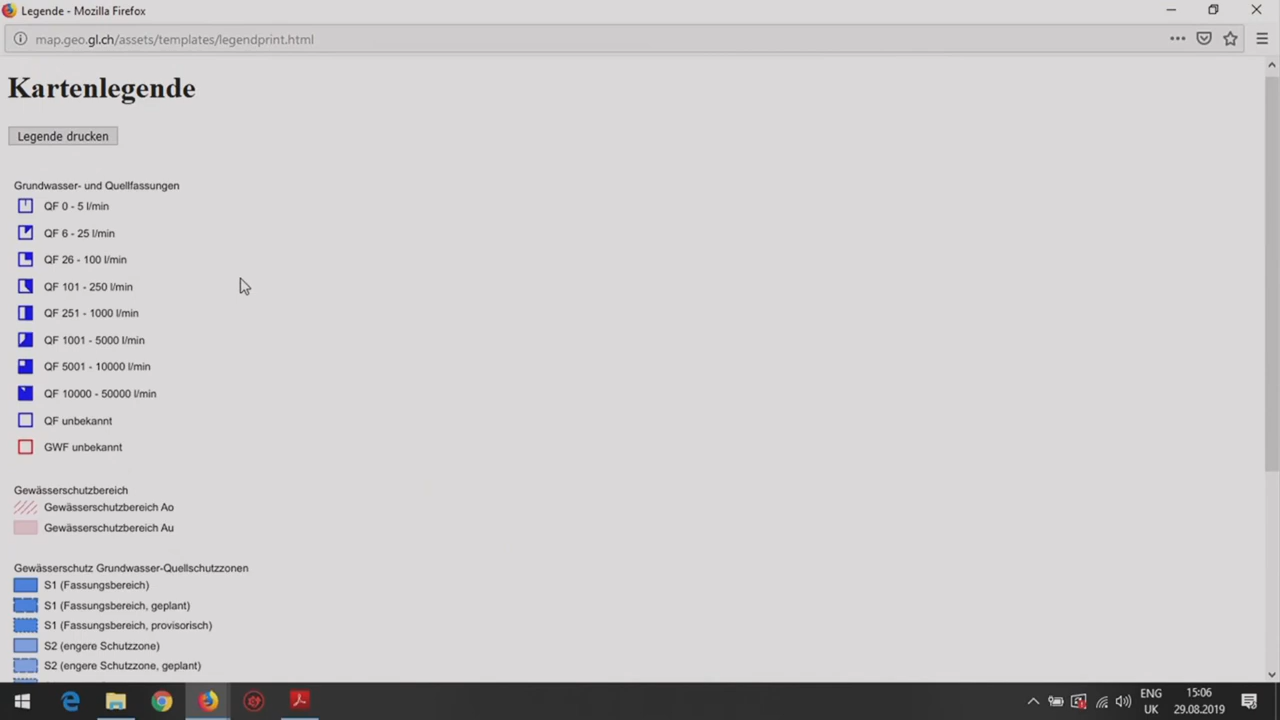 Legende - Mozilla Firefox
map.geo.gl.ch/assets/templates/legendprint.html
Kartenlegende
Legende drucken
Grundwasser- und Quellfassungen
QF 0 - 5 l/min
QF 6 - 25 l/min
QF 26 - 100 l/min
QF 101 - 250 l/min
QF 251 - 1000 l/min
QF 1001 - 5000 l/min
QF 5001 - 10000 l/min
QF 10000 - 50000 l/min
QF unbekannt
GWF unbekannt
Gewässerschutzbereich
Gewässerschutzbereich Ao
Gewässerschutzbereich Au
Gewässerschutz Grundwasser-Quellschutzzonen
S1 (Fassungsbereich)
S1 (Fassungsbereich, geplant)
S1 (Fassungsbereich, provisorisch)
S2 (engere Schutzzone)
S2 (engere Schutzzone, geplant)
ENG
UK
15:06
29.08.2019